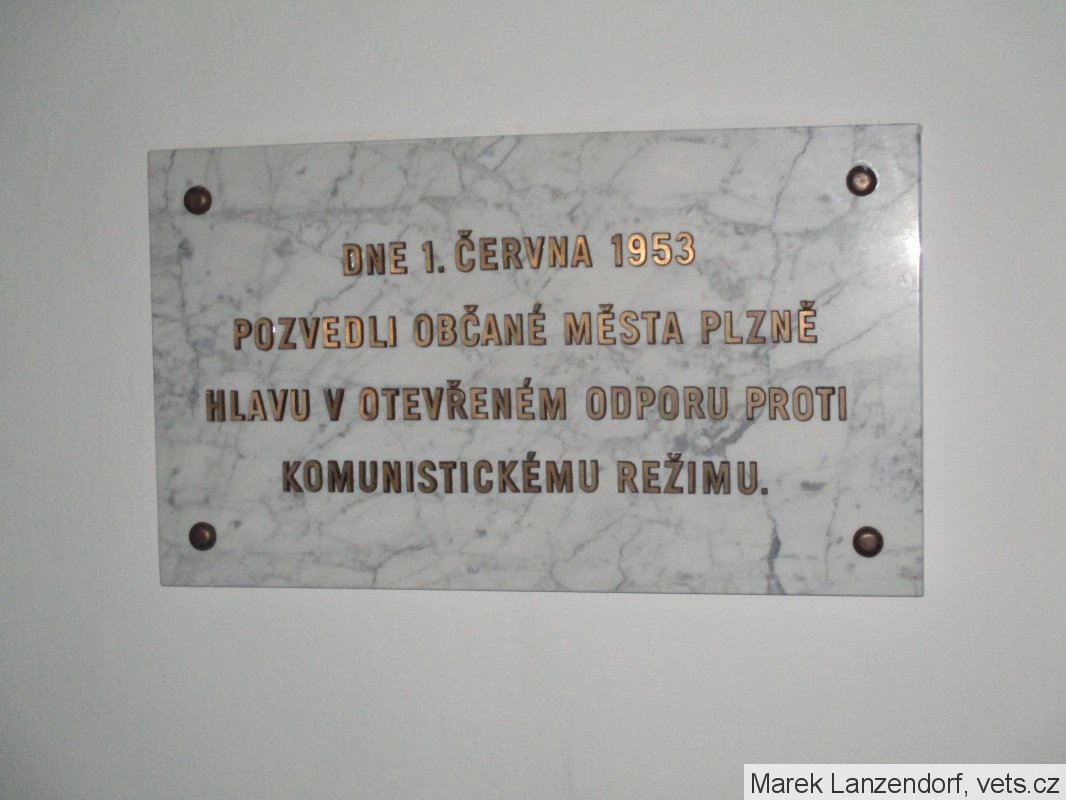 DNE 1. ČERVNA 1953
POZVEDLI OBČANÉ MĚSTA PLZNĚ
HLAVU V OTEVŘENÉM ODPORU PROTI
KOMUNISTICKÉMU REŽIMU.
Marek Lanzendorf, vets.cz